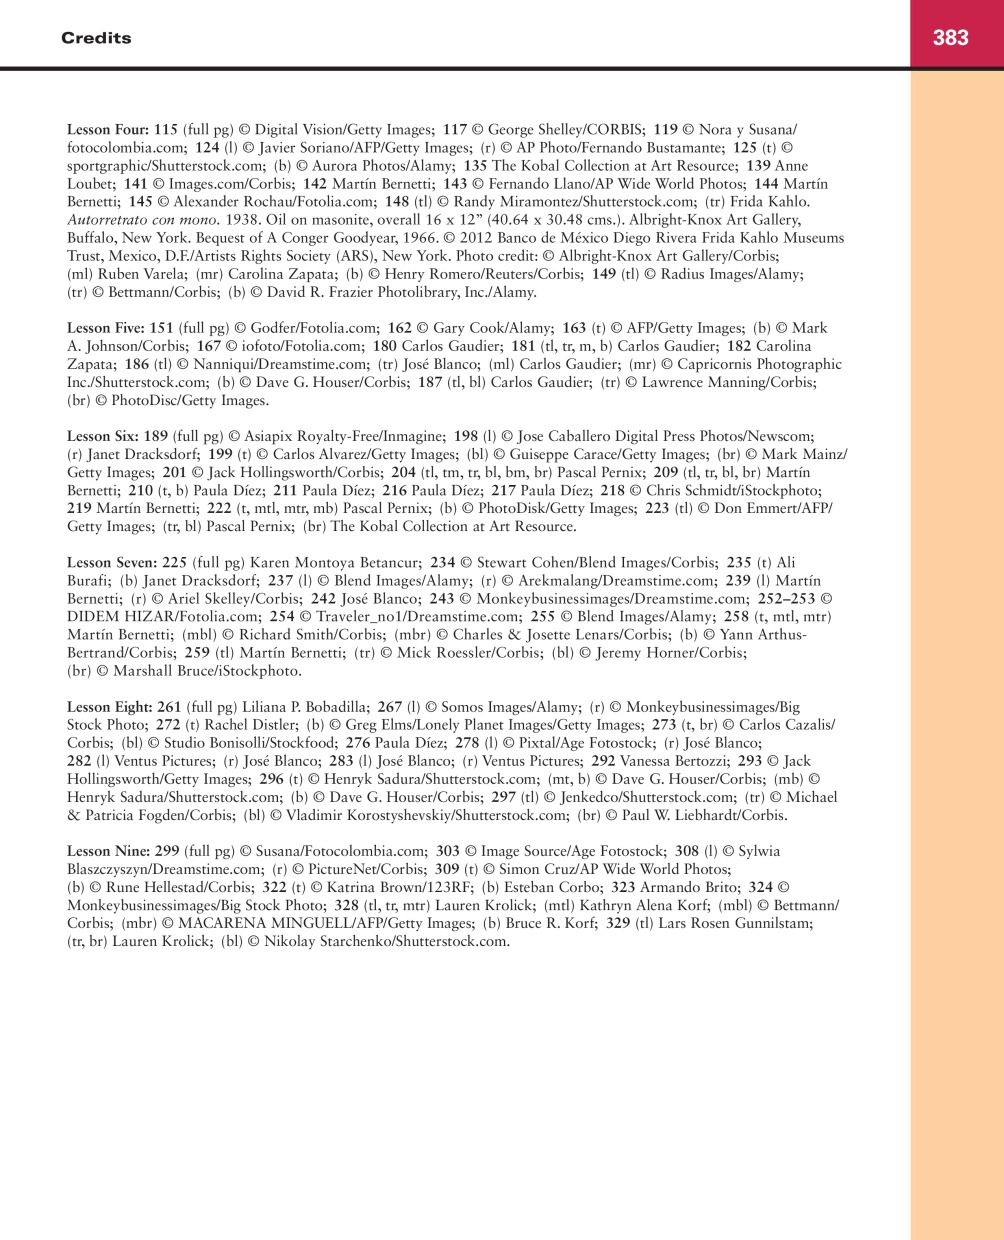 Credits
383
Lesson Four: 115 (full pg) © Digital Vision/Getty Images; 117 © George Shelley/CORBIS; 119 © Nora y Susana/
fotocolombia.com; 124 (l) © Javier Soriano/AFP/Getty Images; (r) © AP Photo/Fernando Bustamante; 125 (t) ©
sportgraphic/Shutterstock.com; (b) © Aurora Photos/Alamy; 135 The Kobal Collection at Art Resource; 139 Anne
Loubet; 141 © Images.com/Corbis; 142 Martín Bernetti; 143 © Fernando Llano/AP Wide World Photos; 144 Martín
Bernetti; 145 © Alexander Rochau/Fotolia.com; 148 (tl) © Randy Miramontez/Shutterstock.com; (tr) Frida Kahlo.
Autorretrato con mono. 1938. Oil on masonite, overall 16 x 12” (40.64 x 30.48 cms.). Albright-Knox Art Gallery,
Buffalo, New York. Bequest of A Conger Goodyear, 1966. © 2012 Banco de México Diego Rivera Frida Kahlo Museums
Trust, Mexico, D.F./Artists Rights Society (ARS), New York. Photo credit: © Albright-Knox Art Gallery/Corbis;
(ml) Ruben Varela; (mr) Carolina Zapata; (b) © Henry Romero/Reuters/Corbis; 149 (tl) © Radius Images/Alamy;
(tr) © Bettmann/Corbis; (b) © David R. Frazier Photolibrary, Inc./Alamy.
Lesson Five: 151 (full pg) © Godfer/Fotolia.com; 162 © Gary Cook/Alamy; 163 (t) © AFP/Getty Images; (b) © Mark
A. Johnson/Corbis; 167 © iofoto/Fotolia.com; 180 Carlos Gaudier; 181 (tl, tr, m, b) Carlos Gaudier; 182 Carolina
Zapata; 186 (tl) © Nanniqui/Dreamstime.com; (tr) José Blanco; (ml) Carlos Gaudier; (mr) © Capricornis Photographic
Inc./Shutterstock.com; (b) © Dave G. Houser/Corbis; 187 (tl, bl) Carlos Gaudier; (tr) © Lawrence Manning/Corbis;
(br) © PhotoDisc/Getty Images.
Lesson Six: 189 (full pg) © Asiapix Royalty-Free/Inmagine; 198 (l) © Jose Caballero Digital Press Photos/Newscom;
(r) Janet Dracksdorf; 199 (t) © Carlos Alvarez/Getty Images; (bl) © Guiseppe Carace/Getty Images; (br) © Mark Mainz/
Getty Images; 201 © Jack Hollingsworth/Corbis; 204 (tl, tm, tr, bl, bm, br) Pascal Pernix; 209 (tl, tr, bl, br) Martín
Bernetti; 210 (t, b) Paula Díez; 211 Paula Díez; 216 Paula Díez; 217 Paula Díez; 218 © Chris Schmidt/iStockphoto;
219 Martín Bernetti; 222 (t, mtl, mtr, mb) Pascal Pernix; (b) © PhotoDisk/Getty Images; 223 (tl) © Don Emmert/AFP/
Getty Images; (tr, bl) Pascal Pernix; (br) The Kobal Collection at Art Resource.
Lesson Seven: 225 (full pg) Karen Montoya Betancur; 234 © Stewart Cohen/Blend Images/Corbis; 235 (t) Ali
Burafi; (b) Janet Dracksdorf; 237 (l) © Blend Images/Alamy; (r) © Arekmalang/Dreamstime.com; 239 (l) Martín
Bernetti; (r) © Ariel Skelley/Corbis; 242 José Blanco; 243 © Monkeybusinessimages/Dreamstime.com; 252–253 ©
DIDEM HIZAR/Fotolia.com; 254 © Traveler_no1/Dreamstime.com; 255 © Blend Images/Alamy; 258 (t, mtl, mtr)
Martín Bernetti; (mbl) © Richard Smith/Corbis; (mbr) © Charles & Josette Lenars/Corbis; (b) © Yann Arthus-
Bertrand/Corbis; 259 (tl) Martín Bernetti; (tr) © Mick Roessler/Corbis; (bl) © Jeremy Horner/Corbis;
(br) © Marshall Bruce/iStockphoto.
Lesson Eight: 261 (full pg) Liliana P. Bobadilla; 267 (l) © Somos Images/Alamy; (r) © Monkeybusinessimages/Big
Stock Photo; 272 (t) Rachel Distler; (b) © Greg Elms/Lonely Planet Images/Getty Images; 273 (t, br) © Carlos Cazalis/
Corbis; (bl) © Studio Bonisolli/Stockfood; 276 Paula Díez; 278 (l) © Pixtal/Age Fotostock; (r) José Blanco;
282 (l) Ventus Pictures; (r) José Blanco; 283 (l) José Blanco; (r) Ventus Pictures; 292 Vanessa Bertozzi; 293 © Jack
Hollingsworth/Getty Images; 296 (t) © Henryk Sadura/Shutterstock.com; (mt, b) © Dave G. Houser/Corbis; (mb) ©
Henryk Sadura/Shutterstock.com; (b) © Dave G. Houser/Corbis; 297 (tl) © Jenkedco/Shutterstock.com; (tr) © Michael
& Patricia Fogden/Corbis; (bl) © Vladimir Korostyshevskiy/Shutterstock.com; (br) © Paul W. Liebhardt/Corbis.
Lesson Nine: 299 (full pg) © Susana/Fotocolombia.com; 303 © Image Source/Age Fotostock; 308 (l) © Sylwia
Blaszczyszyn/Dreamstime.com; (r) © PictureNet/Corbis; 309 (t) © Simon Cruz/AP Wide World Photos;
(b) © Rune Hellestad/Corbis; 322 (t) © Katrina Brown/123RF; (b) Esteban Corbo; 323 Armando Brito; 324 ©
Monkeybusinessimages/Big Stock Photo; 328 (tl, tr, mtr) Lauren Krolick; (mtl) Kathryn Alena Korf; (mbl) © Bettmann/
Corbis; (mbr) © MACARENA MINGUELL/AFP/Getty Images; (b) Bruce R. Korf; 329 (tl) Lars Rosen Gunnilstam;
(tr, br) Lauren Krolick; (bl) © Nikolay Starchenko/Shutterstock.com.